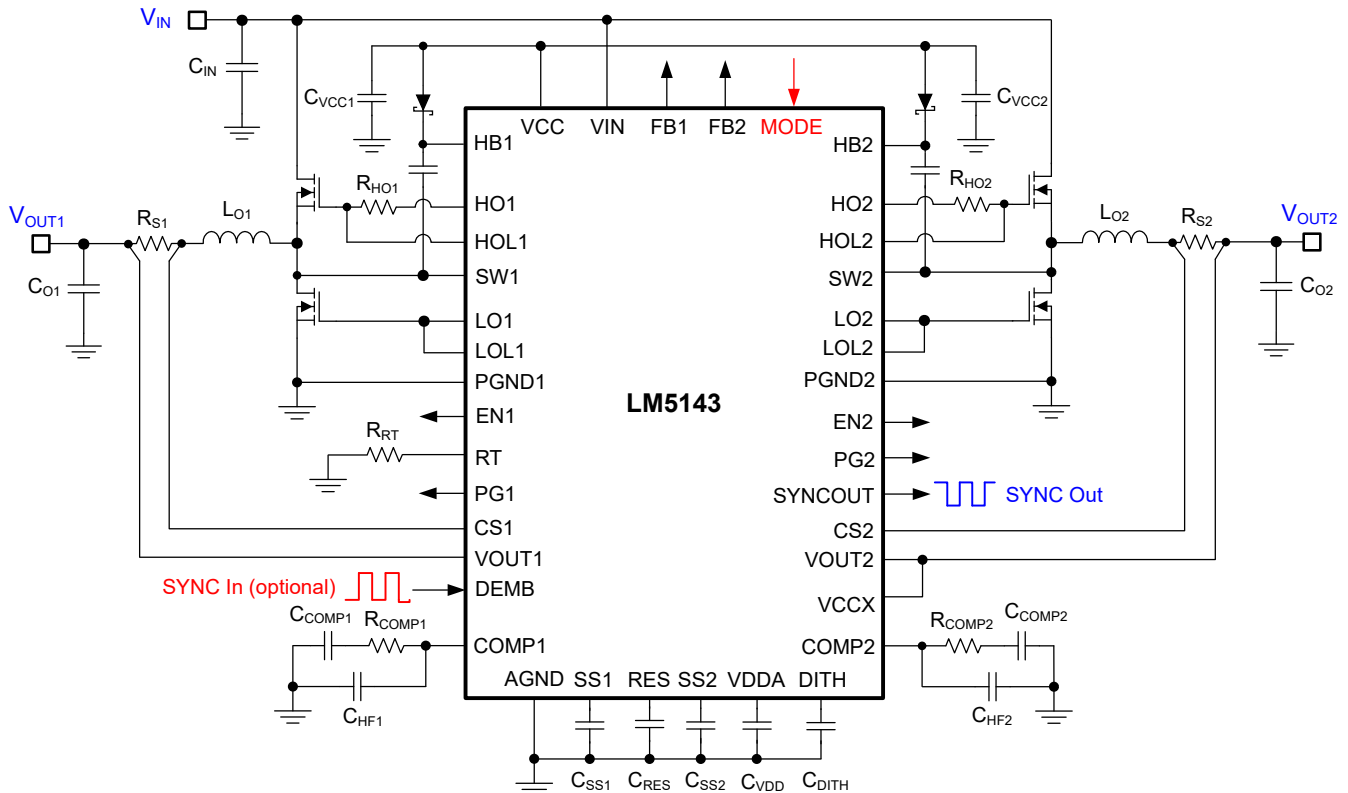 VIN
CIN
CVCC1
CVCC2
VCC
VIN
FB1
FB2
MODE
HB1
HB2
RHO1
HO1
HO2
RHO2
HOL1
HOL2
VOUT1
RS1
LO1
LO2
RS2
VOUT2
SW1
SW2
CO1
CO2
LO1
LO2
LOL1
LOL2
PGND1
PGND2
LM5143
EN1
EN2
RRT
RT
PG2
PG1
SYNCOUT
SYNC Out
CS1
CS2
VOUT1
VOUT2
SYNC In (optional)
DEMB
VCCX
CCOMP1
RCOMP1
COMP1
COMP2
RCOMP2
CCOMP2
CHF1
CHF2
AGND
SS1
RES
SS2
VDDA
DITH
CSS1
CRES
CSS2
CVDD
CDITH